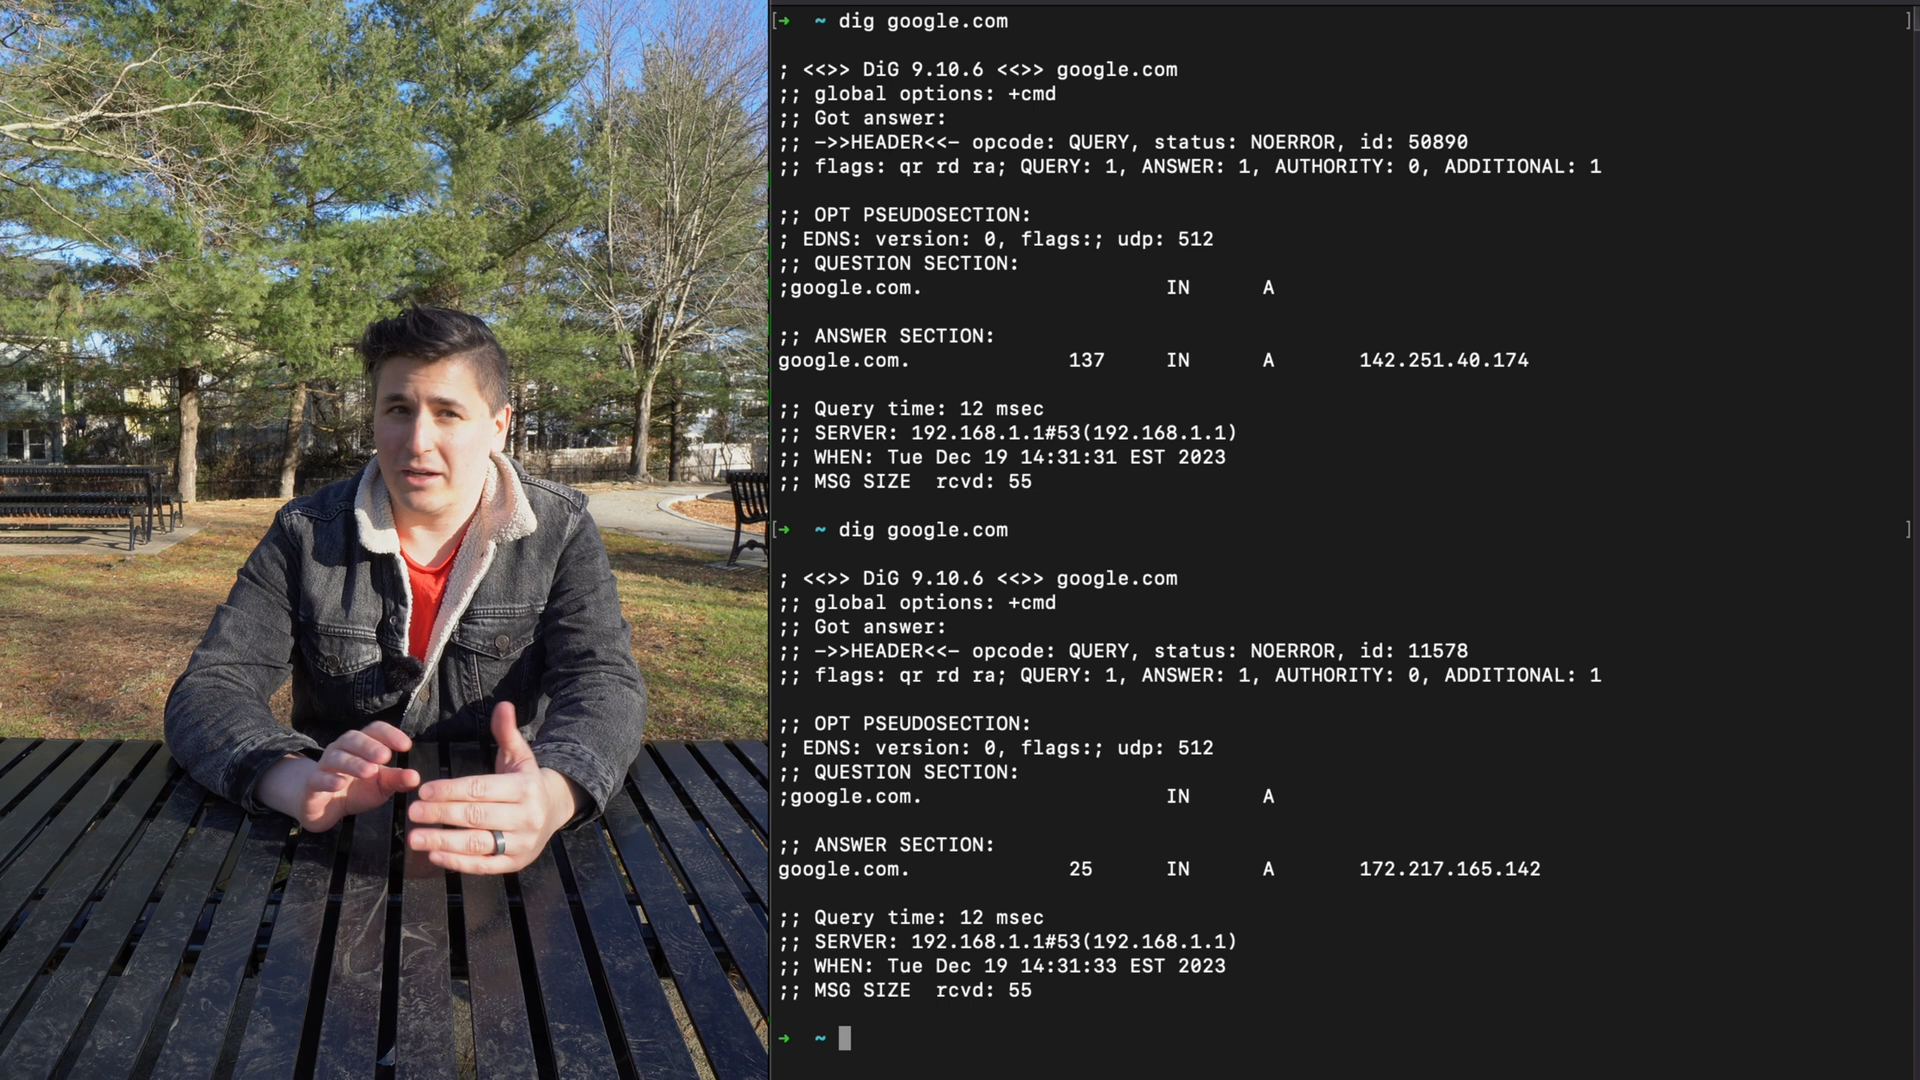 [➜  ~ dig google.com ]
; <<>> DiG 9.10.6 <<>> google.com
;; global options: +cmd
;; Got answer:
;; ->>HEADER<<- opcode: QUERY, status: NOERROR, id: 50890
;; flags: qr rd ra; QUERY: 1, ANSWER: 1, AUTHORITY: 0, ADDITIONAL: 1
;; OPT PSEUDOSECTION:
; EDNS: version: 0, flags:; udp: 512
;; QUESTION SECTION:
;google.com. IN A
;; ANSWER SECTION:
google.com. 137 IN A 142.251.40.174
;; Query time: 12 msec
;; SERVER: 192.168.1.1#53(192.168.1.1)
;; WHEN: Tue Dec 19 14:31:31 EST 2023
;; MSG SIZE  rcvd: 55
[➜  ~ dig google.com ]
; <<>> DiG 9.10.6 <<>> google.com
;; global options: +cmd
;; Got answer:
;; ->>HEADER<<- opcode: QUERY, status: NOERROR, id: 11578
;; flags: qr rd ra; QUERY: 1, ANSWER: 1, AUTHORITY: 0, ADDITIONAL: 1
;; OPT PSEUDOSECTION:
; EDNS: version: 0, flags:; udp: 512
;; QUESTION SECTION:
;google.com. IN A
;; ANSWER SECTION:
google.com. 25 IN A 172.217.165.142
;; Query time: 12 msec
;; SERVER: 192.168.1.1#53(192.168.1.1)
;; WHEN: Tue Dec 19 14:31:33 EST 2023
;; MSG SIZE  rcvd: 55
➜  ~